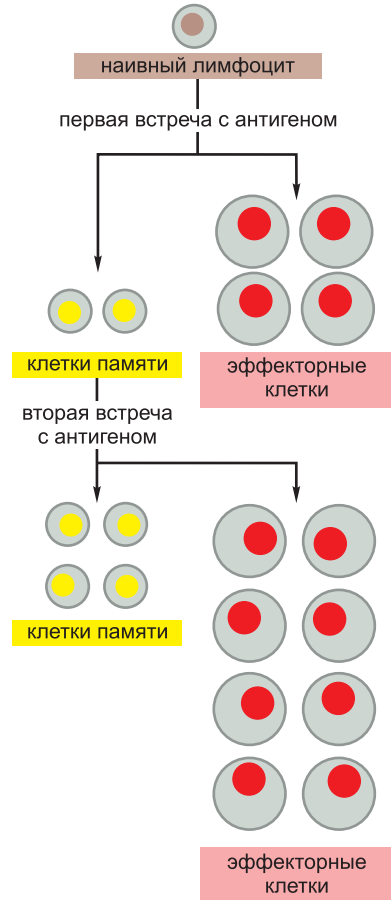 наивный лимфоцит
первая встреча с антигеном
клетки памяти
эффекторные
клетки
вторая встреча
с антигеном
клетки памяти
эффекторные
клетки